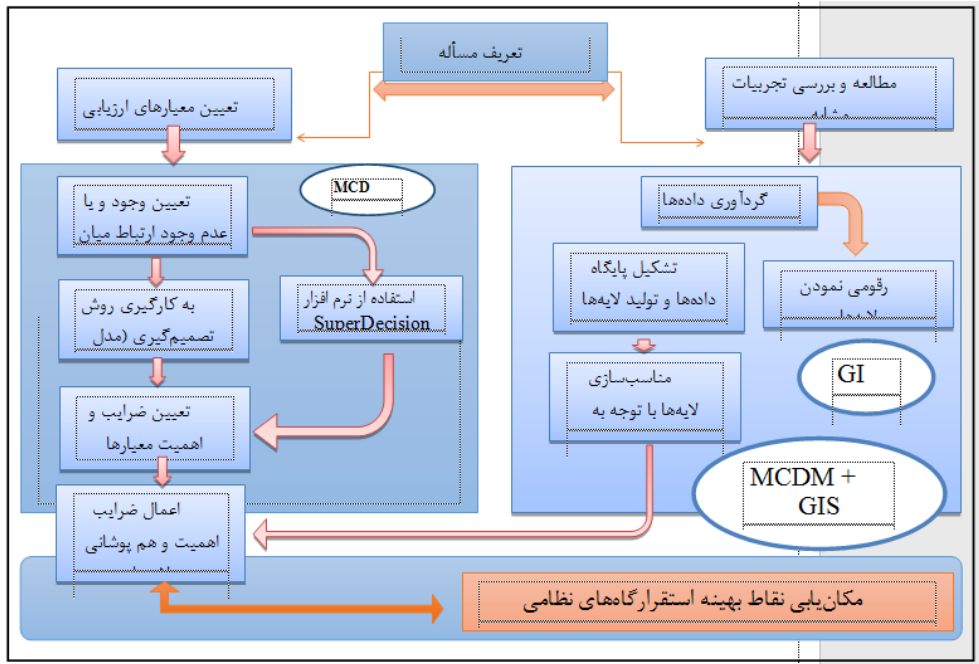 تعریف مسأله
مطالعه و بررسی تجربیات
تعیین معیارهای ارزیابی
گردآوری داده‌ها
رقومی نمودن
تشکیل پایگاه
داده‌ها و تولید لایه‌ها
مناسب‌سازی
لایه‌ها با توجه به
GI
MCDM +
GIS
MCD
تعیین وجود و یا
عدم وجود ارتباط میان
استفاده از نرم افزار
SuperDecision
به کارگیری روش
تصمیم‌گیری (مدل
تعیین ضرایب و
اهمیت معیارها
اعمال ضرایب
اهمیت و هم پوشانی
مکان‌یابی نقاط بهینه استقرارگاه‌های نظامی